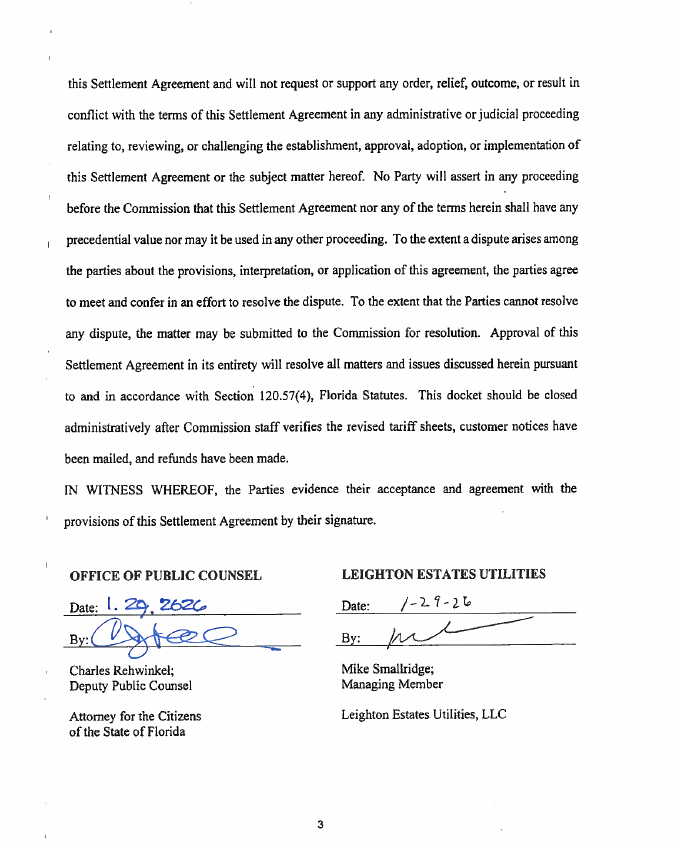 this Settlement Agreement and will not request or support any order, relief, outcome, or result in
conflict with the terms of this Settlement Agreement in any administrative or judicial proceeding
relating to, reviewing, or challenging the establishment, approval, adoption, or implementation of
this Settlement Agreement or the subject matter hereof. No Party will assert in any proceeding
before the Commission that this Settlement Agreement nor any of the terms herein shall have any
precedential value nor may it be used in any other proceeding. To the extent a dispute arises among
the parties about the provisions, interpretation, or application of this agreement, the parties agree
to meet and confer in an effort to resolve the dispute. To the extent that the Parties cannot resolve
any dispute, the matter may be submitted to the Commission for resolution. Approval of this
Settlement Agreement in its entirety will resolve all matters and issues discussed herein pursuant
to and in accordance with Section 120.57(4), Florida Statutes. This docket should be closed
administratively after Commission staff verifies the revised tariff sheets, customer notices have
been mailed, and refunds have been made.
IN WITNESS WHEREOF, the Parties evidence their acceptance and agreement with the
provisions of this Settlement Agreement by their signature.
OFFICE OF PUBLIC COUNSEL
Date: 1. 29, 2026
By:
Charles Rehwinkel;
Deputy Public Counsel
Attorney for the Citizens
of the State of Florida
LEIGHTON ESTATES UTILITIES
Date: 1-29-26
By:
Mike Smallridge;
Managing Member
Leighton Estates Utilities, LLC
3